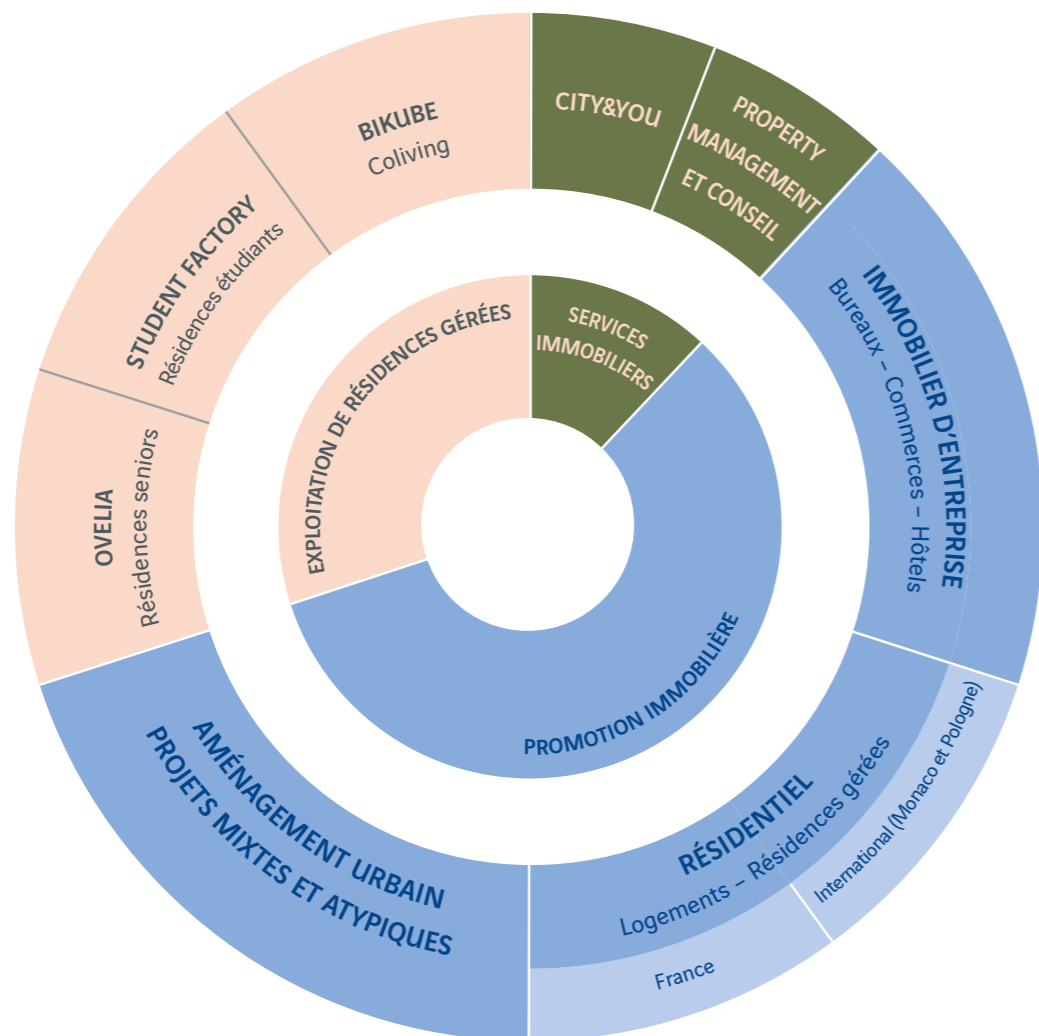 BIKUBE
Coliving
CITY&YOU
PROPERTY
MANAGEMENT
ET CONSEIL
STUDENT FACTORY
Résidences étudiants
OVELIA
Résidences seniors
EXPLOITATION DE RÉSIDENCES GÉRÉES
SERVICES
IMMOBILIERS
IMMOBILIER D’ENTREPRISE
Bureaux – Commerces – Hôtels
PROMOTION IMMOBILIÈRE
AMÉNAGEMENT URBAIN
PROJETS MIXTES ET ATYPIQUES
RÉSIDENTIEL
Logements – Résidences gérées
France
International (Monaco et Pologne)